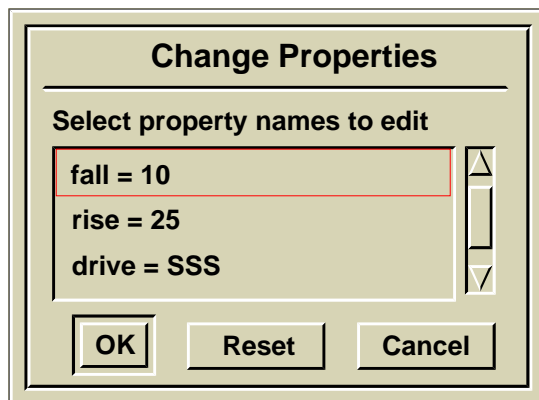 Change Properties
Select property names to edit
fall = 10
rise = 25
drive = SSS
OK Reset Cancel